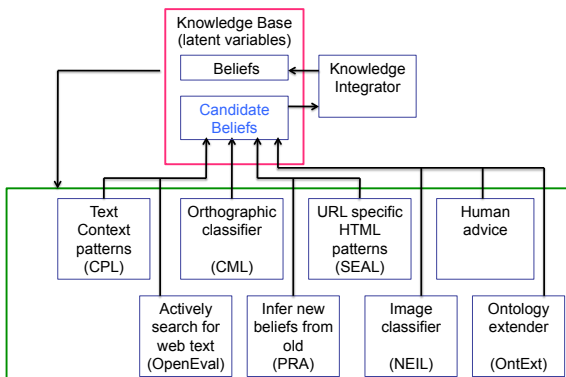 Knowledge Base
(latent variables)
Beliefs
Knowledge
Integrator
Candidate
Beliefs
Text
Context
patterns
(CPL)
Orthographic
classifier
(CML)
URL specific
HTML
patterns
(SEAL)
Human
advice
Actively
search for
web text
(OpenEval)
Infer new
beliefs from
old
(PRA)
Image
classifier
(NEIL)
Ontology
extender
(OntExt)